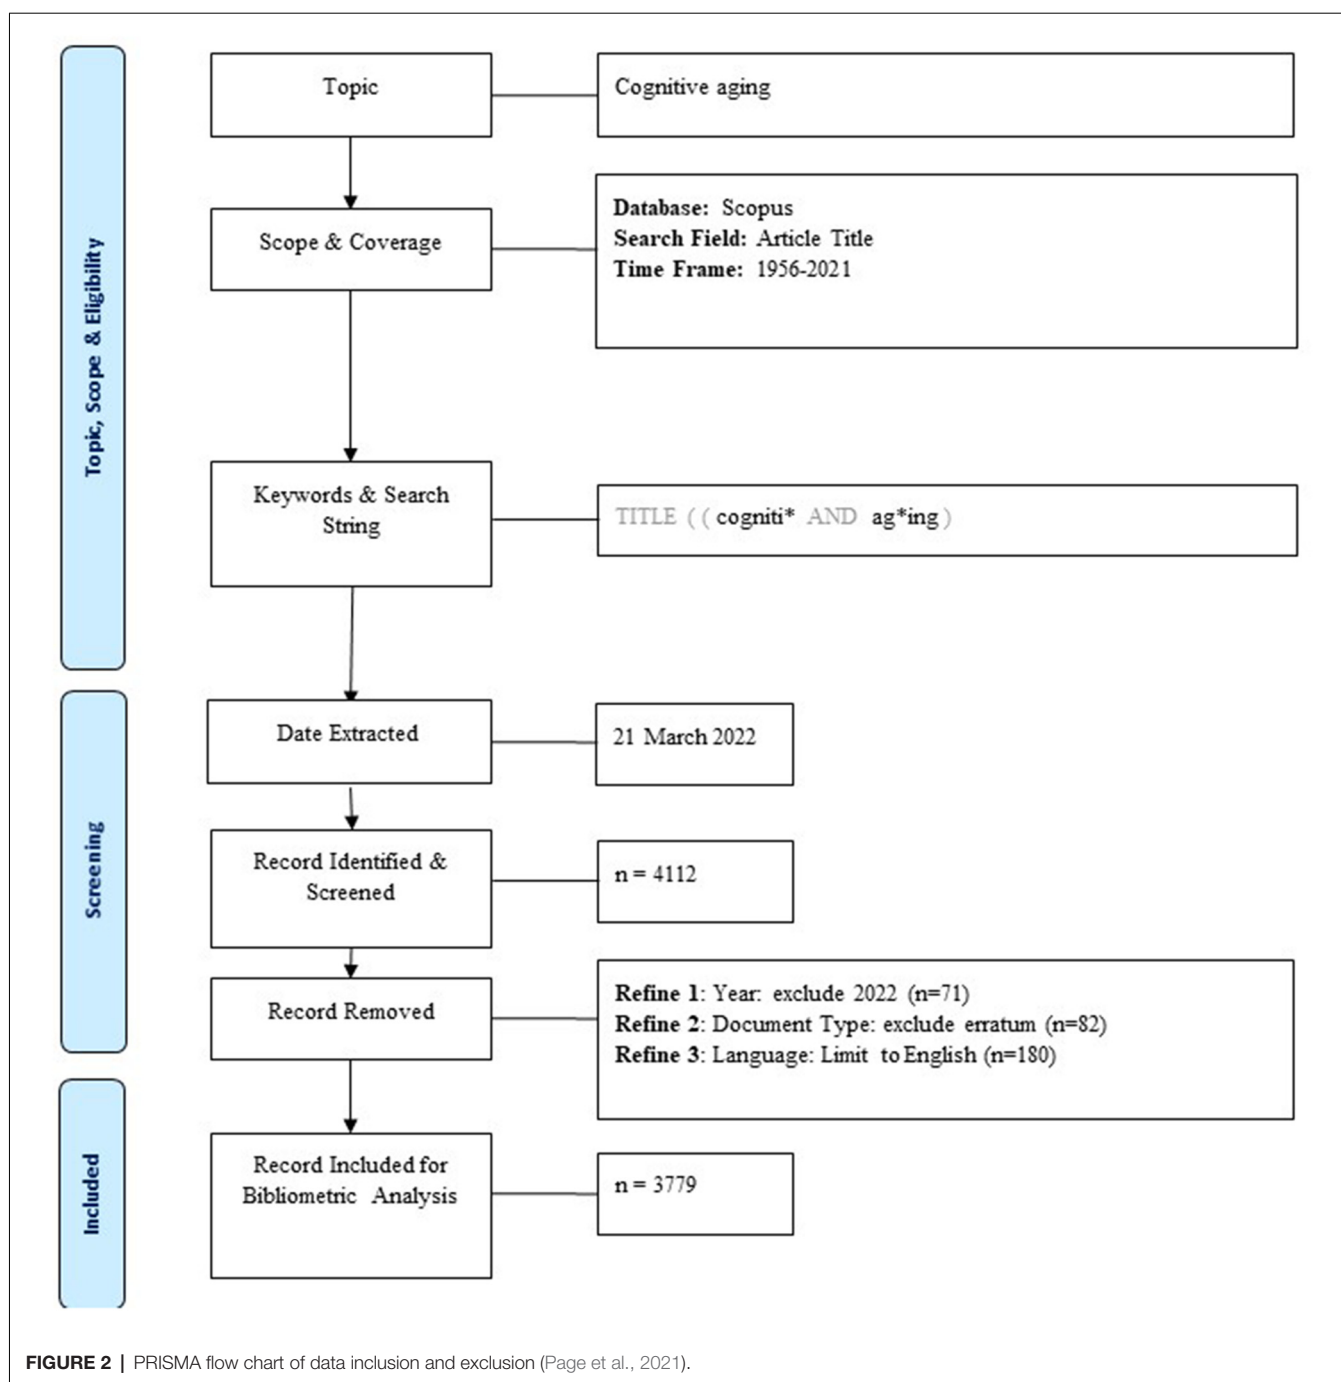 Topic, Scope & Eligibility
Topic
Cognitive aging
Scope & Coverage
Database: Scopus
Search Field: Article Title
Time Frame: 1956-2021
Keywords & Search
String
TITLE ( ( cogniti* AND ag*ing )
Screening
Date Extracted
21 March 2022
Record Identified &
Screened
n = 4112
Record Removed
Refine 1: Year: exclude 2022 (n=71)
Refine 2: Document Type: exclude erratum (n=82)
Refine 3: Language: Limit to English (n=180)
Included
Record Included for
Bibliometric Analysis
n = 3779
FIGURE 2 | PRISMA flow chart of data inclusion and exclusion (Page et al., 2021).